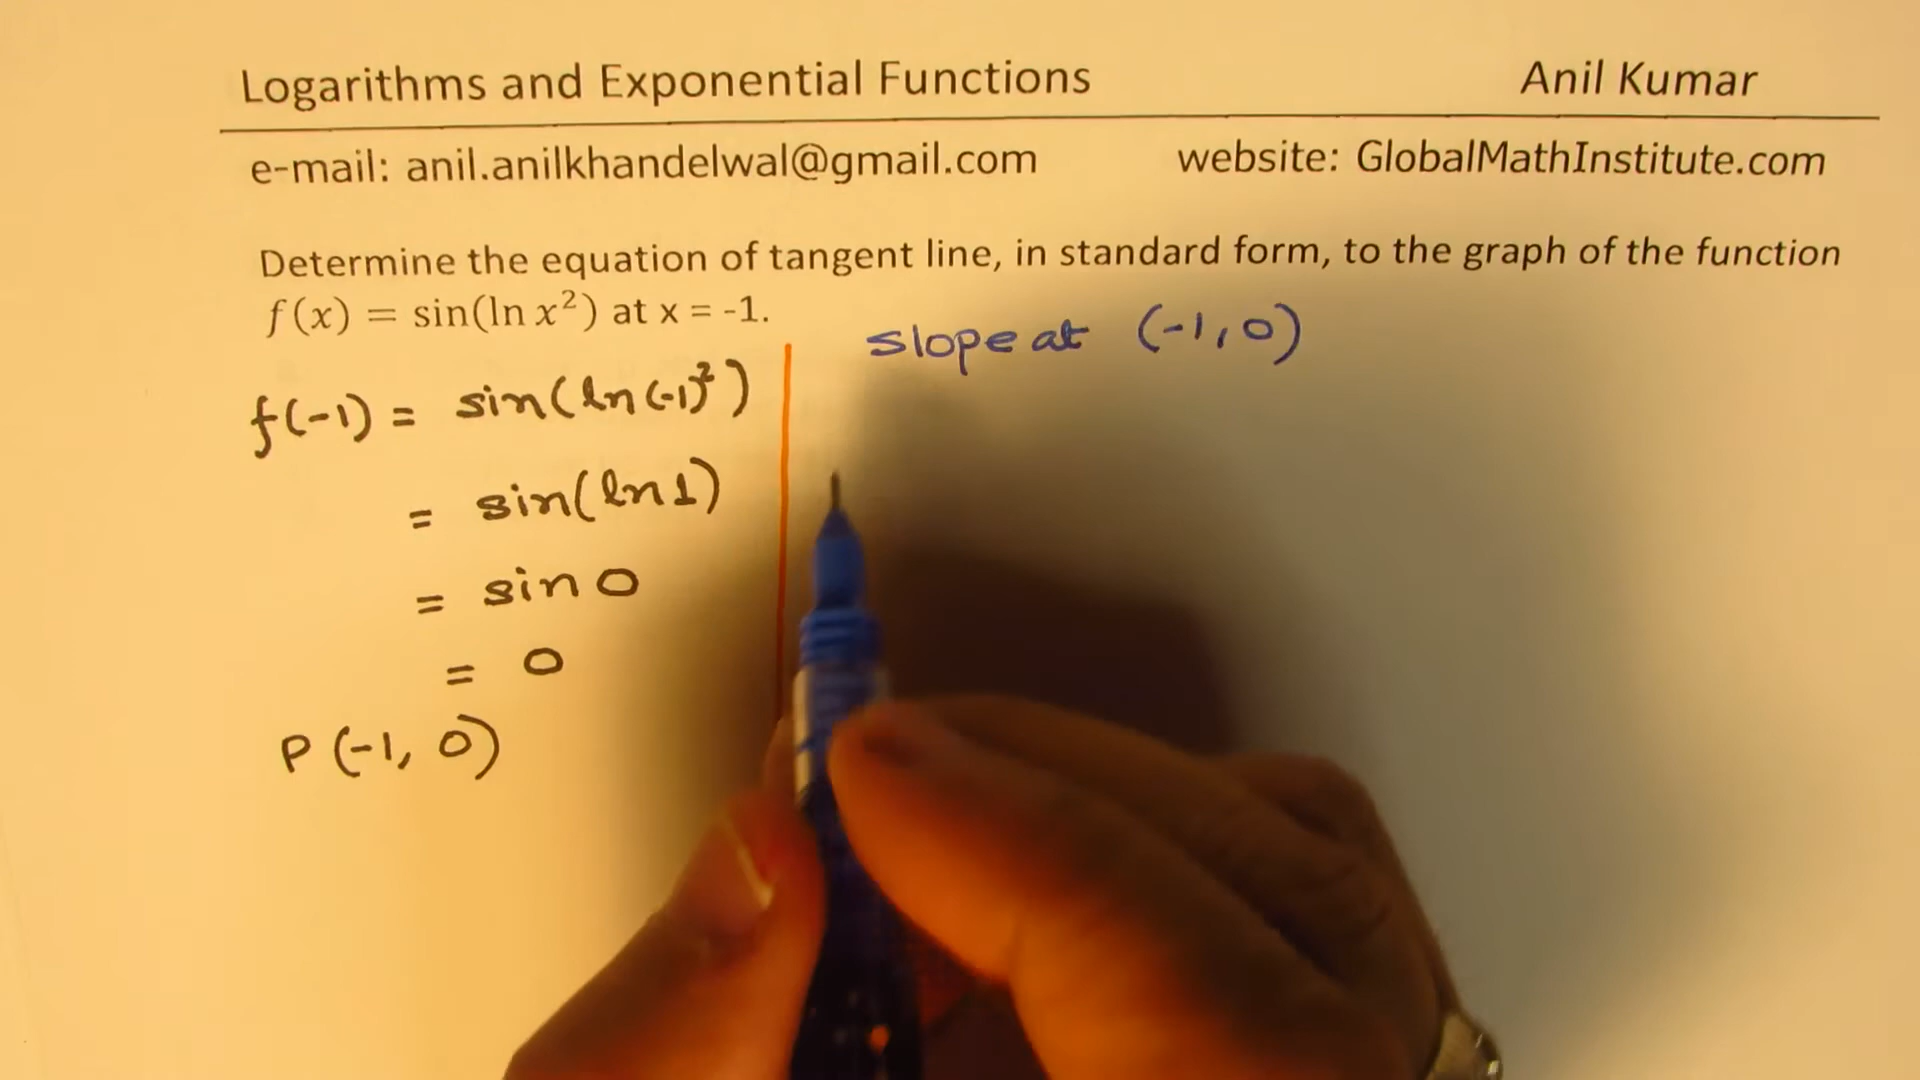 Logarithms and Exponential Functions Anil Kumar
e-mail: anil.anilkhandelwal@gmail.com website: GlobalMathInstitute.com
Determine the equation of tangent line, in standard form, to the graph of the function
f(x) = sin(ln x²) at x = -1.
slope at (-1, 0)
f(-1) = sin(ln(-1)²)
= sin(ln1)
= sin 0
= 0
P (-1, 0)